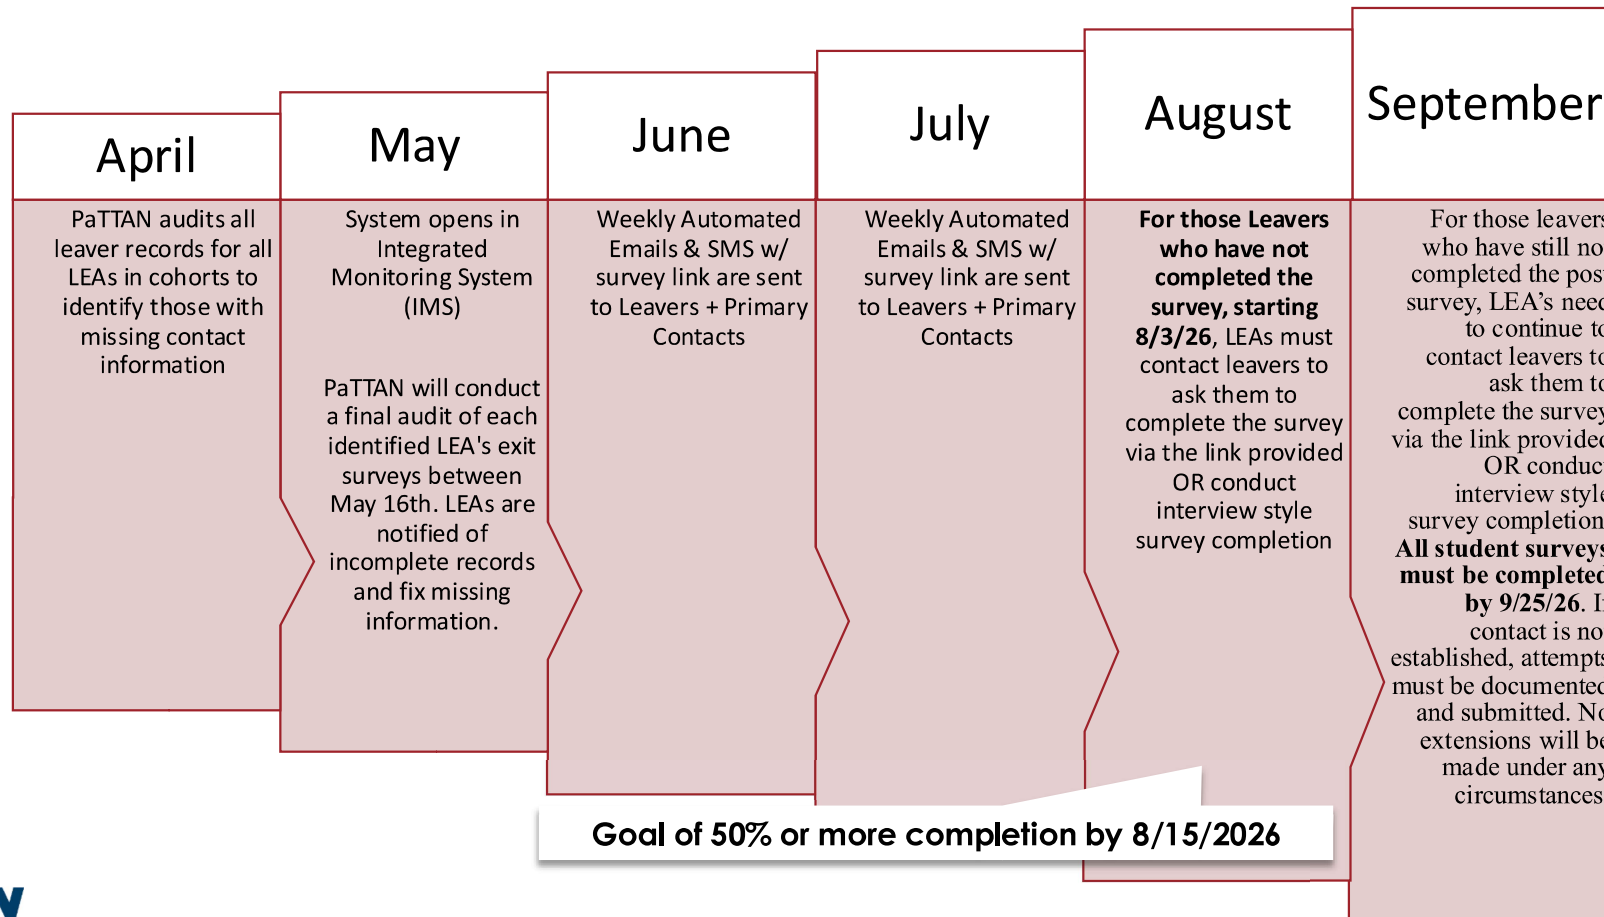 April
PaTTAN audits all
leaver records for all
LEAs in cohorts to
identify those with
missing contact
information
May
System opens in
Integrated
Monitoring System
(IMS)
PaTTAN will conduct
a final audit of each
identified LEA's exit
surveys between
May 16th. LEAs are
notified of
incomplete records
and fix missing
information.
June
Weekly Automated
Emails & SMS w/
survey link are sent
to Leavers + Primary
Contacts
July
Weekly Automated
Emails & SMS w/
survey link are sent
to Leavers + Primary
Contacts
August
For those Leavers
who have not
completed the
survey, starting
8/3/26, LEAs must
contact leavers to
ask them to
complete the survey
via the link provided
OR conduct
interview style
survey completion
September
For those leavers
who have still not
completed the post
survey, LEA’s need
to continue to
contact leavers to
ask them to
complete the survey
via the link provided
OR conduct
interview style
survey completion.
All student surveys
must be completed
by 9/25/26. If
contact is not
established, attempts
must be documented
and submitted. No
extensions will be
made under any
circumstances
Goal of 50% or more completion by 8/15/2026